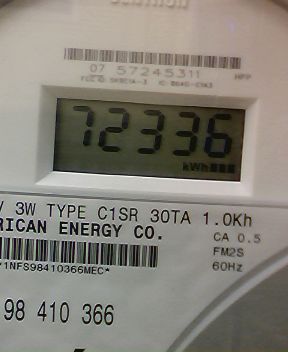 07 57245311
HFP
72336
kWh
3W TYPE C1SR 30TA 1.0Kh
RICAN ENERGY CO.
CA 0.5
FM2S
60Hz
*1NFS98410366MEC*
98 410 366